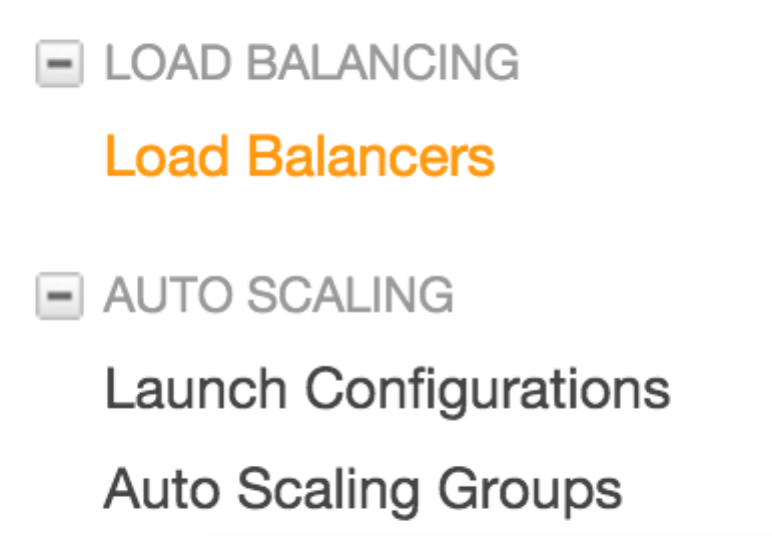 LOAD BALANCING
Load Balancers
AUTO SCALING
Launch Configurations
Auto Scaling Groups